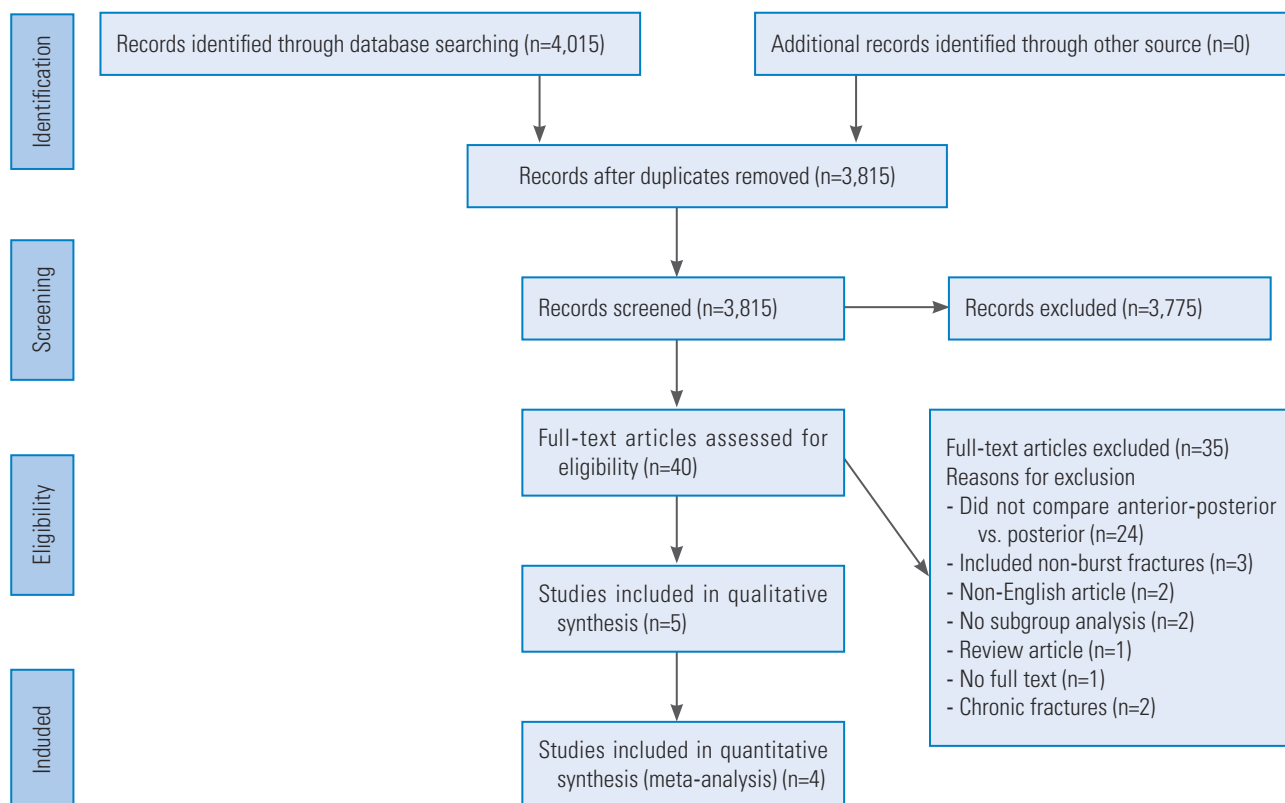 Identification
Records identified through database searching (n=4,015)
Additional records identified through other source (n=0)
Records after duplicates removed (n=3,815)
Screening
Records screened (n=3,815)
Records excluded (n=3,775)
Eligibility
Full-text articles assessed for
eligibility (n=40)
Full-text articles excluded (n=35)
Reasons for exclusion
- Did not compare anterior-posterior
vs. posterior (n=24)
- Included non-burst fractures (n=3)
- Non-English article (n=2)
- No subgroup analysis (n=2)
- Review article (n=1)
- No full text (n=1)
- Chronic fractures (n=2)
Studies included in qualitative
synthesis (n=5)
Induded
Studies included in quantitative
synthesis (meta-analysis) (n=4)